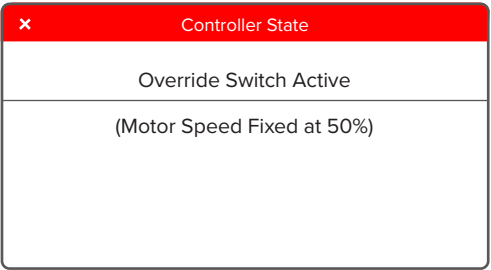 Controller State
Override Switch Active
(Motor Speed Fixed at 50%)